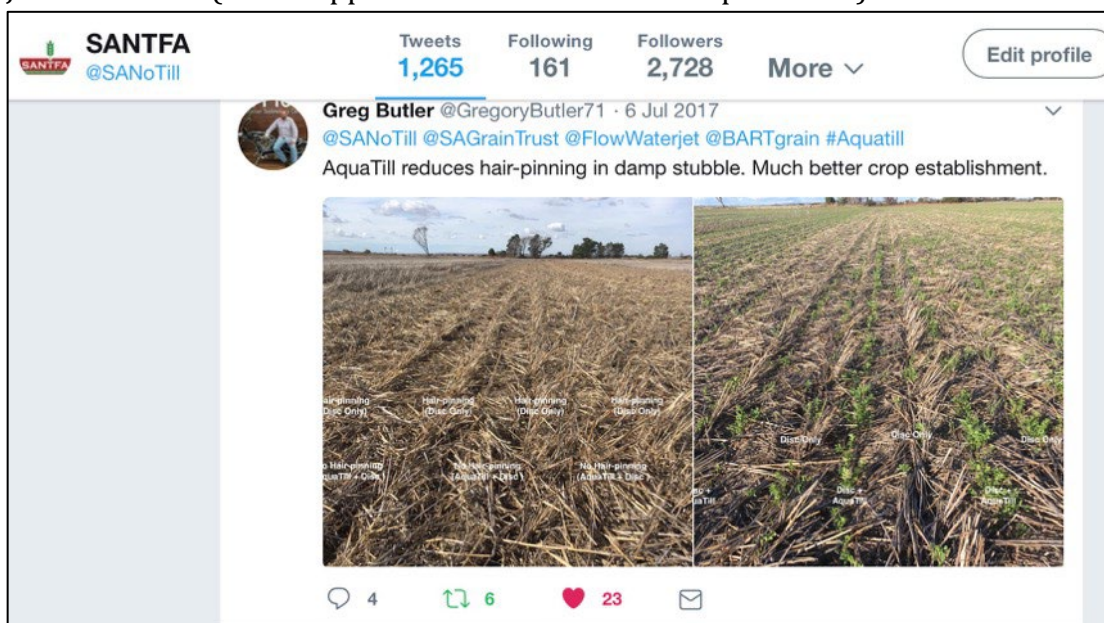 SANTFA
SANTFA
@SANoTill
Tweets
1,265
Following
161
Followers
2,728
More
Edit profile
Greg Butler @GregoryButler71 · 6 Jul 2017
@SANoTill @SAGrainTrust @FlowWaterjet @BARTgrain #Aquatill
AquaTill reduces hair-pinning in damp stubble. Much better crop establishment.
Hair-pinning
(Disc Only)
Hair-pinning
(Disc Only)
Hair-pinning
(Disc Only)
No Hair-pinning
(AquaTill + Disc)
No Hair-pinning
(AquaTill + Disc)
Disc Only
Disc Only
Disc Only
Disc +
AquaTill
Disc +
AquaTill
4
6
23